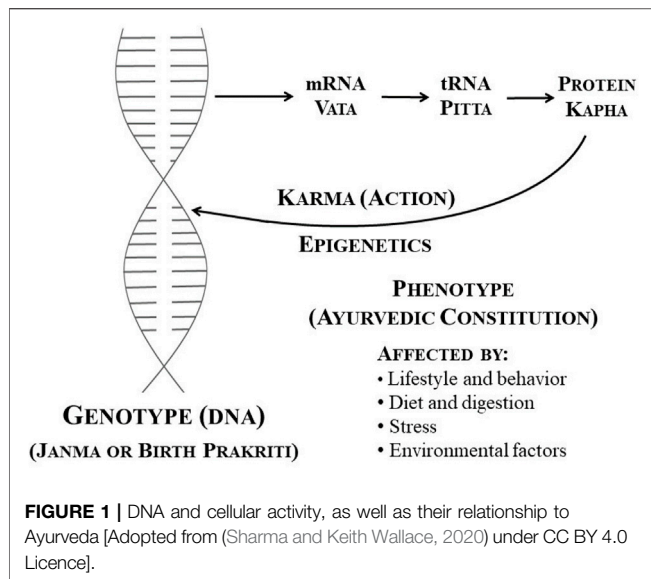 mRNA
VATA
tRNA
PITTA
PROTEIN
KAPHA
KARMA (ACTION)
EPIGENETICS
PHENOTYPE
(AYURVEDIC CONSTITUTION)
AFFECTED BY:
• Lifestyle and behavior
• Diet and digestion
• Stress
• Environmental factors
GENOTYPE (DNA)
(JANMA OR BIRTH PRAKRITI)
FIGURE 1 | DNA and cellular activity, as well as their relationship to
Ayurveda [Adopted from (Sharma and Keith Wallace, 2020) under CC BY 4.0
Licence].